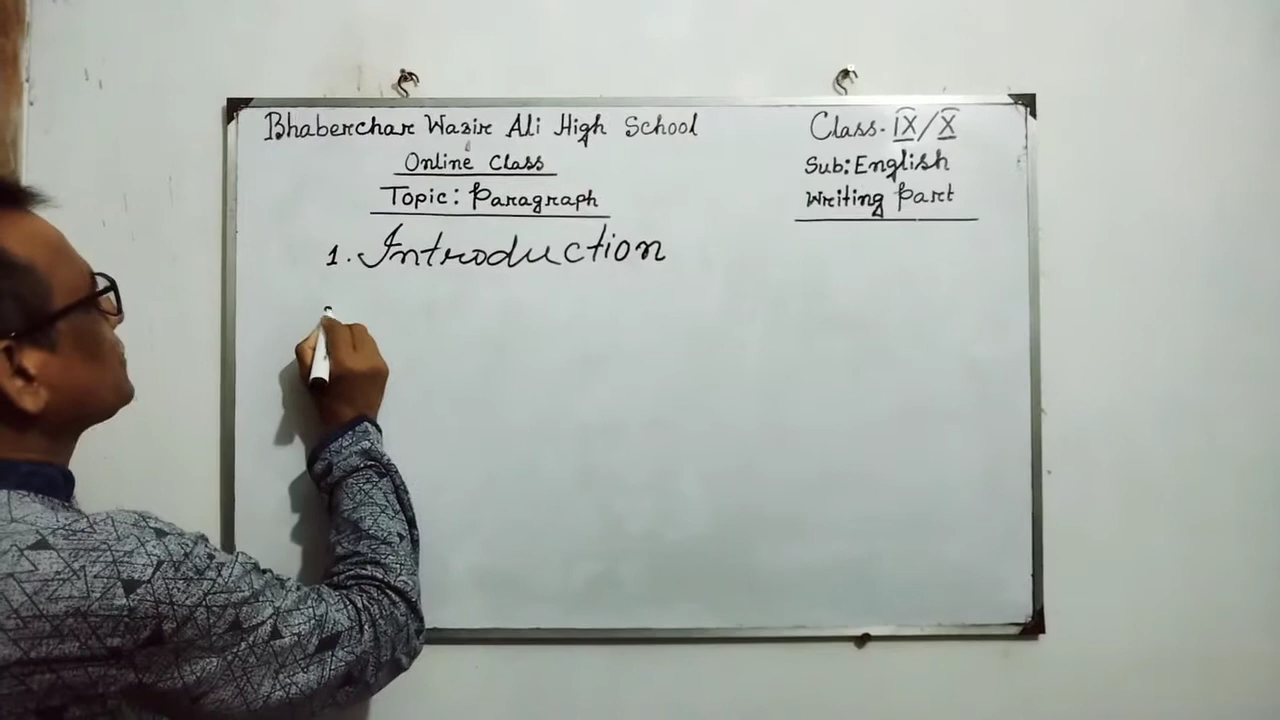 Bhaberchar Wazir Ali High School
Online Class
Topic: Paragraph
Class- IX/X
Sub: English
Writing Part
1. Introduction